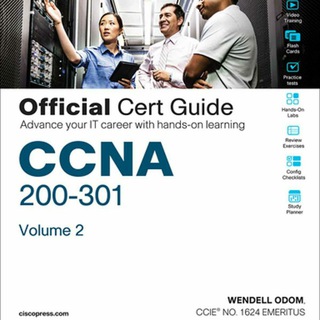 Video
Training
Flash
Cards
Practice
tests
Hands-On
Labs
Review
Exercises
Config
Checklists
Study
Planner
Official Cert Guide
Advance your IT career with hands-on learning
CCNA
200-301
Volume 2
ciscopress.com
WENDELL ODOM,
CCIE® NO. 1624 EMERITUS